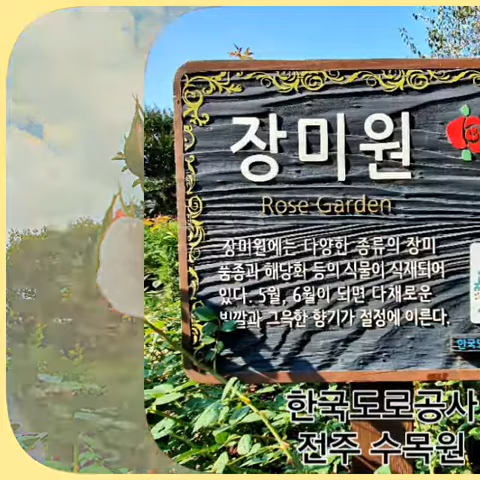 장미원
Rose Garden
장미원에는 다양한 종류의 장미
품종과 해당화 등의 식물이 식재되어
있다. 5월, 6월이 되면 다채로운
빛깔과 그윽한 향기가 절정에 이른다.
한국도로공사
전주 수목원